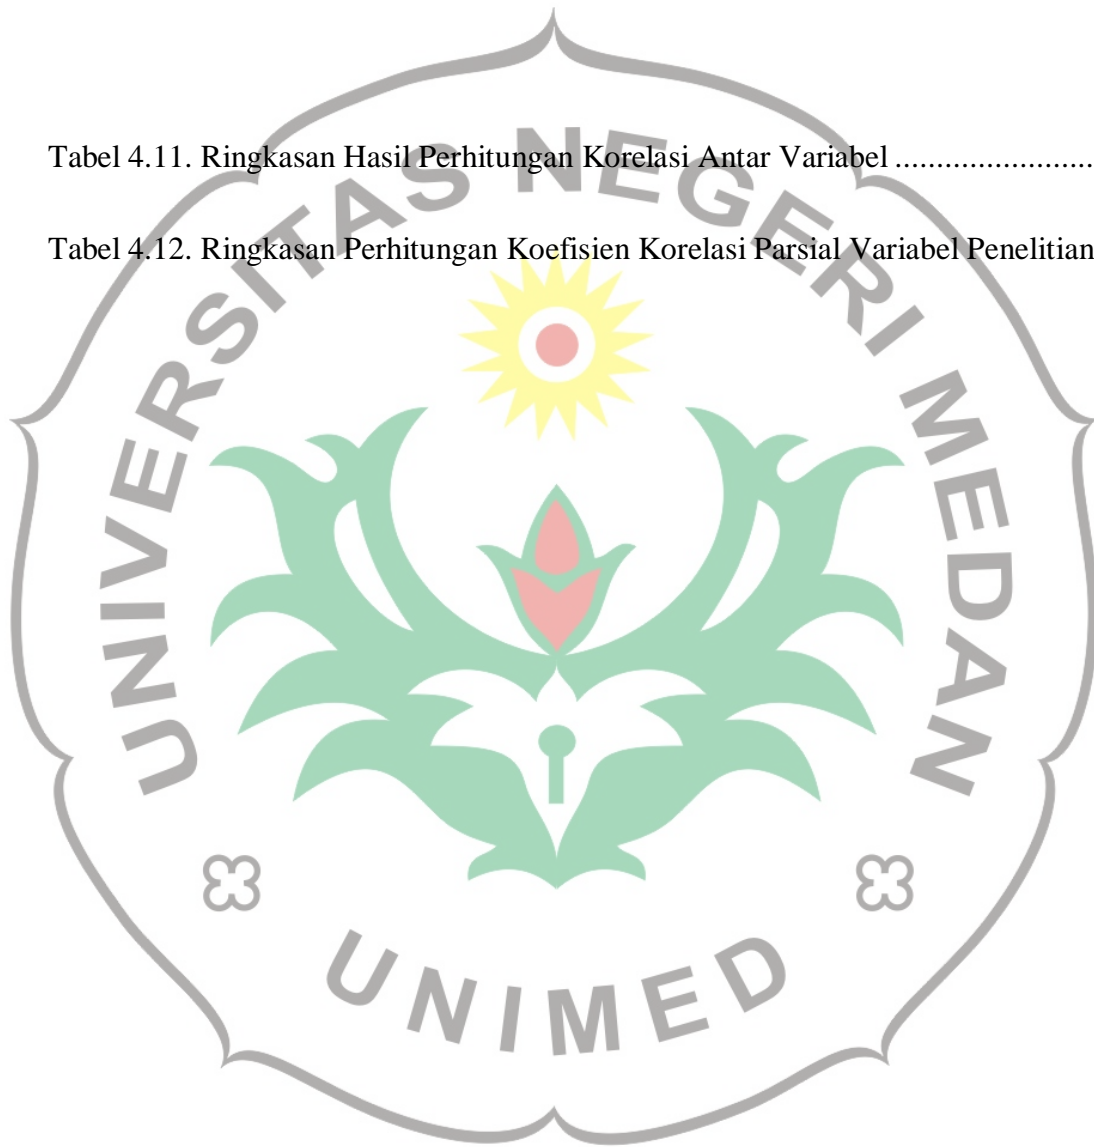 Tabel 4.11. Ringkasan Hasil Perhitungan Korelasi Antar Variabel ........................
Tabel 4.12. Ringkasan Perhitungan Koefisien Korelasi Parsial Variabel Penelitian
UNIVERSITAS NEGERI MEDAN
UNIMED